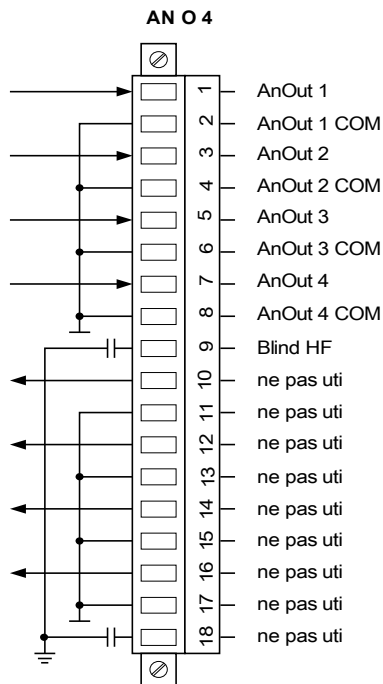 AN O 4
1 AnOut 1
2 AnOut 1 COM
3 AnOut 2
4 AnOut 2 COM
5 AnOut 3
6 AnOut 3 COM
7 AnOut 4
8 AnOut 4 COM
9 Blind HF
10 ne pas uti
11 ne pas uti
12 ne pas uti
13 ne pas uti
14 ne pas uti
15 ne pas uti
16 ne pas uti
17 ne pas uti
18 ne pas uti